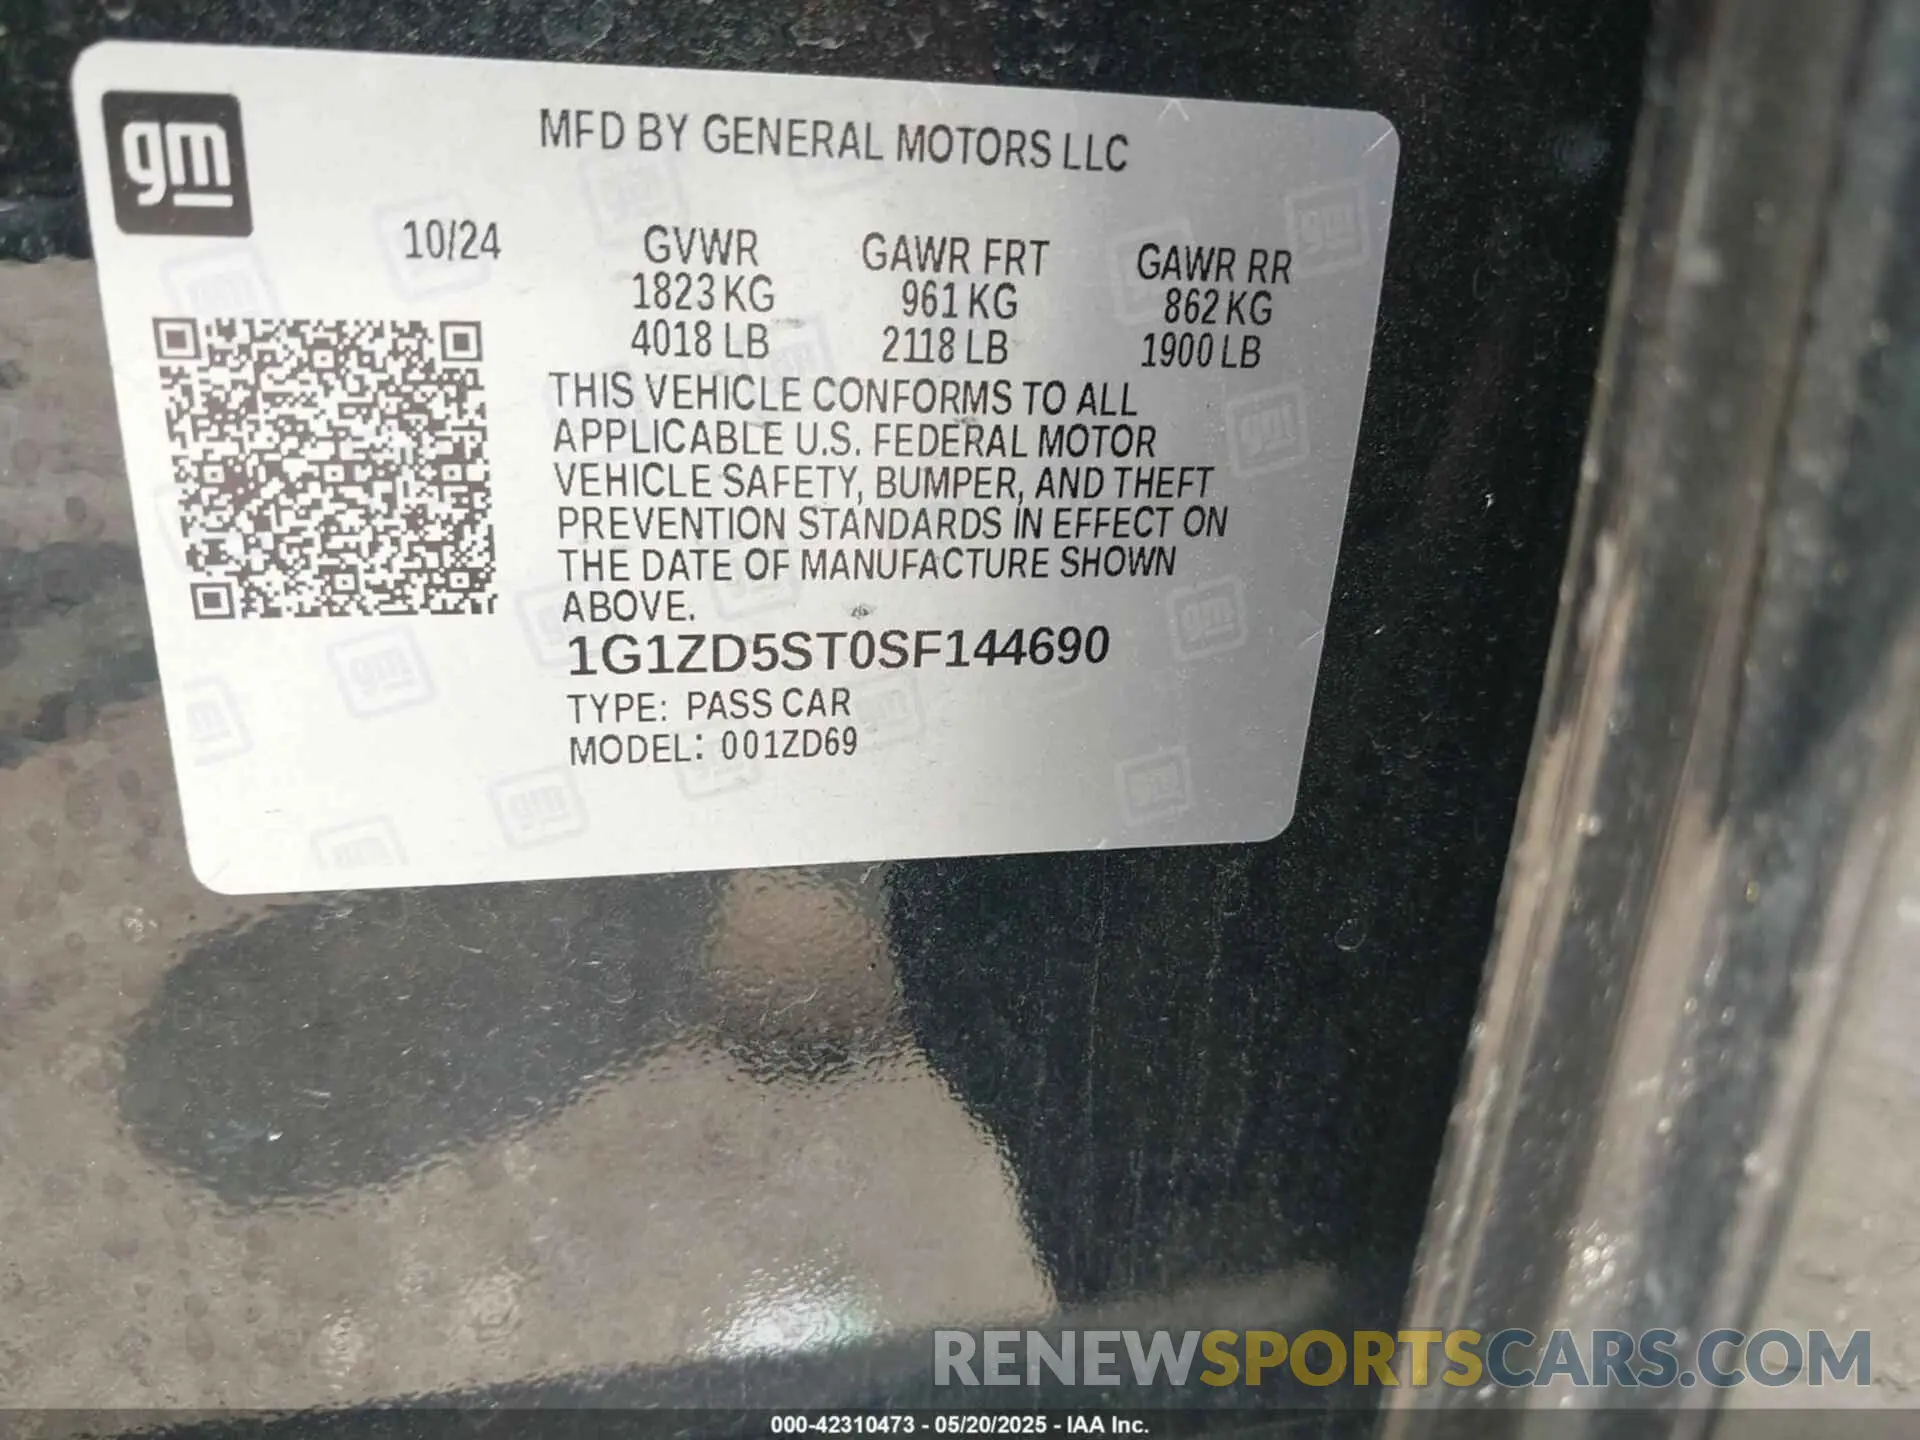 gm
MFD BY GENERAL MOTORS LLC
10/24 GVWR GAWR FRT GAWR RR
1823 KG 961 KG 862 KG
4018 LB 2118 LB 1900 LB
THIS VEHICLE CONFORMS TO ALL
APPLICABLE U.S. FEDERAL MOTOR
VEHICLE SAFETY, BUMPER, AND THEFT
PREVENTION STANDARDS IN EFFECT ON
THE DATE OF MANUFACTURE SHOWN
ABOVE.
1G1ZD5ST0SF144690
TYPE: PASS CAR
MODEL: 001ZD69
RENEWSPORTSCARS.COM
000-42310473 - 05/20/2025 - IAA Inc.